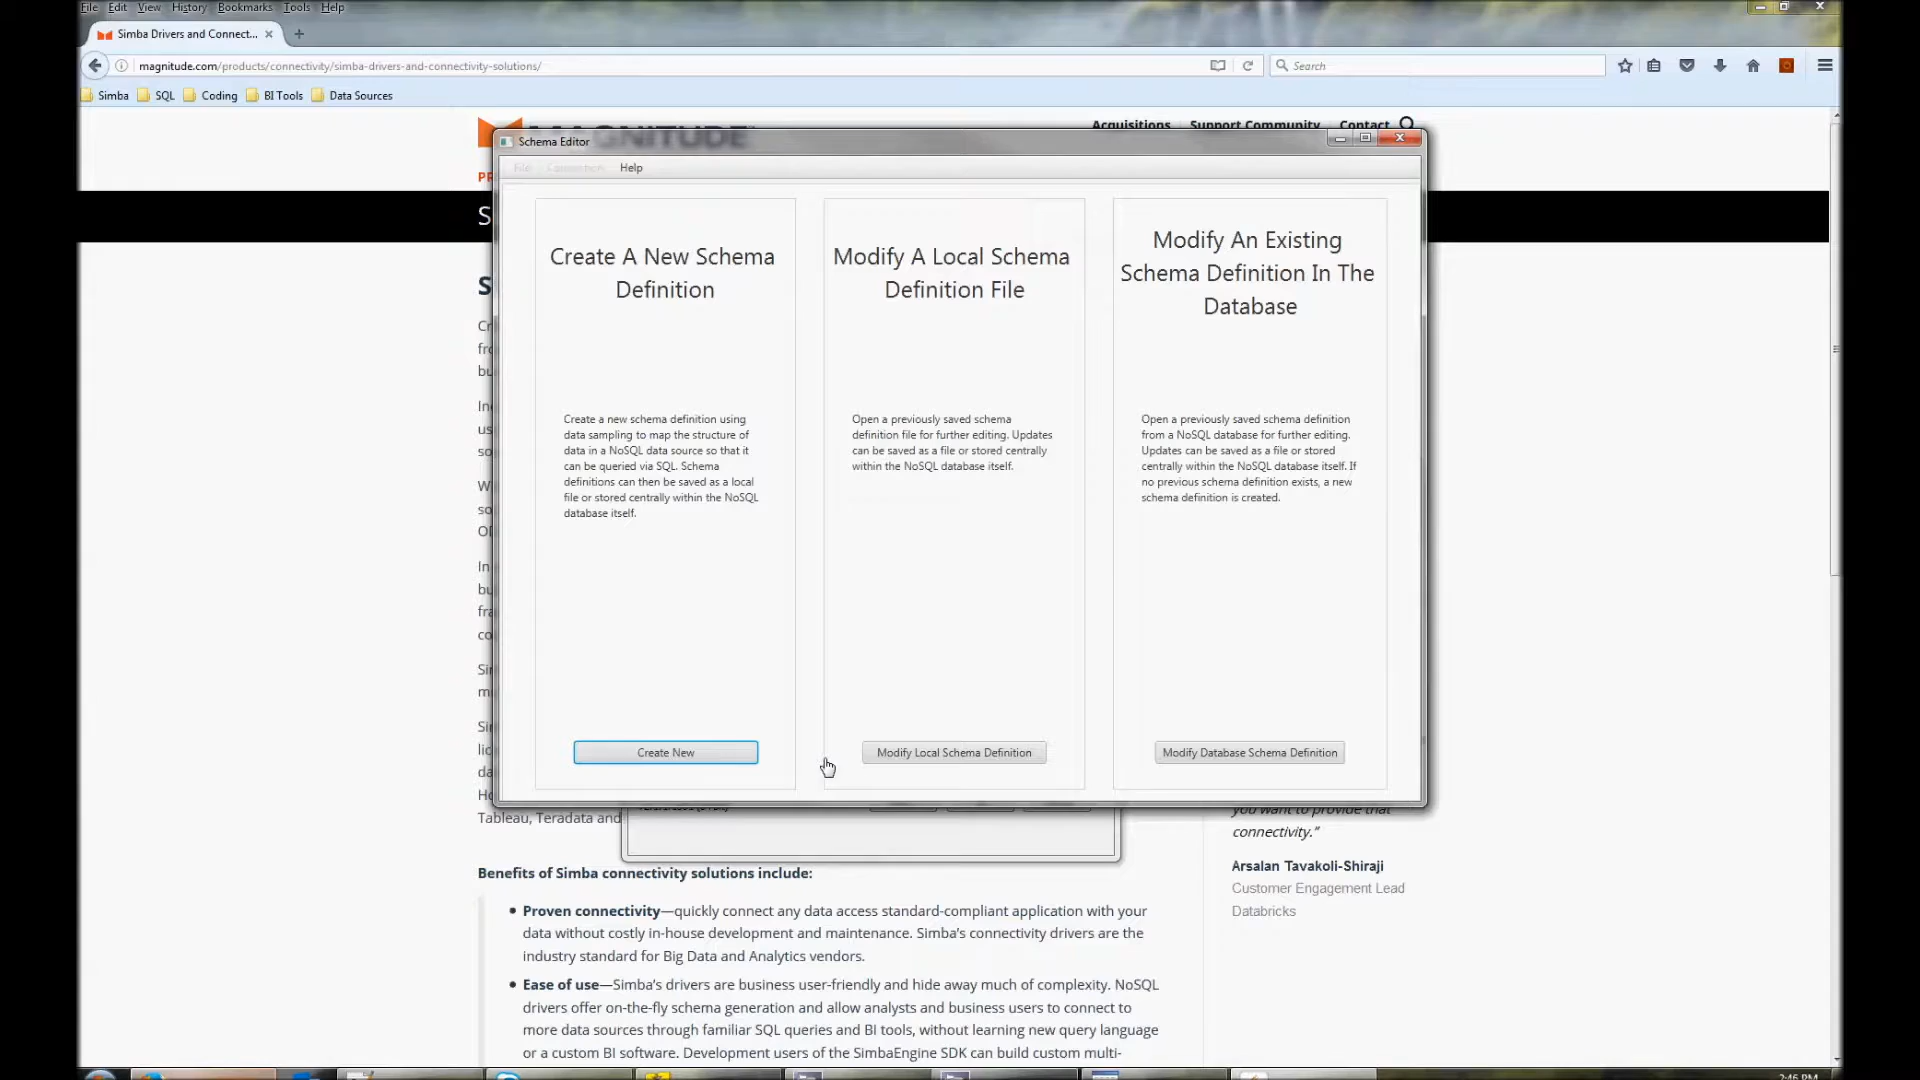 File Edit View History Bookmarks Tools Help
Simba Drivers and Connect...
magnitude.com/products/connectivity/simba-drivers-and-connectivity-solutions/
Search
Simba SQL Coding BI Tools Data Sources
MAGNITUDE
Acquisitions Support Community Contact
Schema Editor
File Connection Help
Create A New Schema
Definition
Create a new schema definition using
data sampling to map the structure of
data in a NoSQL data source so that it
can be queried via SQL. Schema
definitions can then be saved as a local
file or stored centrally within the NoSQL
database itself.
Create New
Modify A Local Schema
Definition File
Open a previously saved schema
definition file for further editing. Updates
can be saved as a file or stored centrally
within the NoSQL database itself.
Modify Local Schema Definition
Modify An Existing
Schema Definition In The
Database
Open a previously saved schema definition
from a NoSQL database for further editing.
Updates can be saved as a file or stored
centrally within the NoSQL database itself. If
no previous schema definition exists, a new
schema definition is created.
Modify Database Schema Definition
Tableau, Teradata and
you want to provide that
connectivity.”
Arsalan Tavakoli-Shiraji
Customer Engagement Lead
Databricks
Benefits of Simba connectivity solutions include:
• Proven connectivity—quickly connect any data access standard-compliant application with your
data without costly in-house development and maintenance. Simba’s connectivity drivers are the
industry standard for Big Data and Analytics vendors.
• Ease of use—Simba’s drivers are business user-friendly and hide away much of complexity. NoSQL
drivers offer on-the-fly schema generation and allow analysts and business users to connect to
more data sources through familiar SQL queries and BI tools, without learning new query language
or a custom BI software. Development users of the SimbaEngine SDK can build custom multi-
2:46 PM